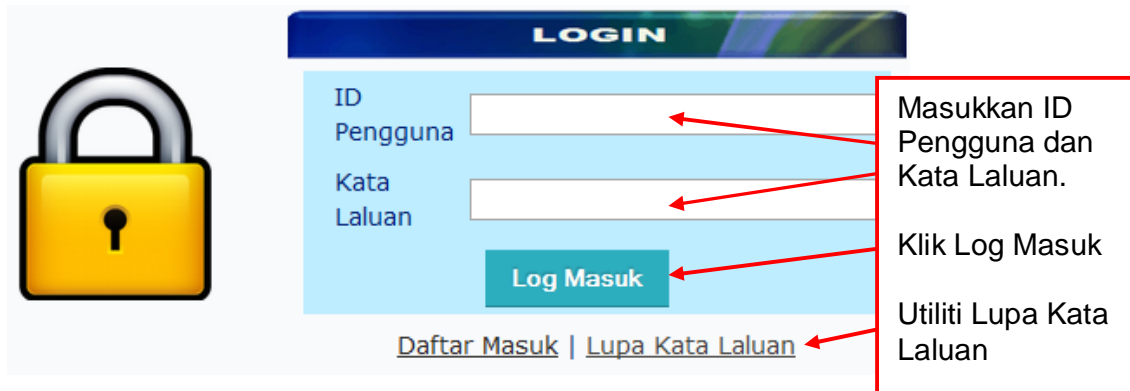 LOGIN
ID
Pengguna
Kata
Laluan
Log Masuk
Daftar Masuk | Lupa Kata Laluan
Masukkan ID
Pengguna dan
Kata Laluan.
Klik Log Masuk
Utiliti Lupa Kata
Laluan